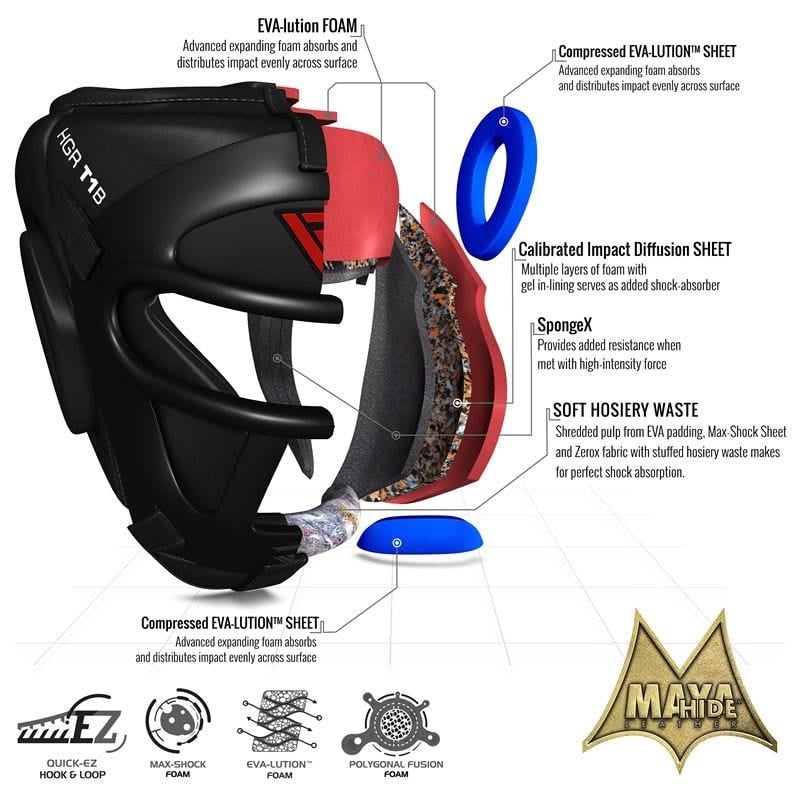 EVA-lution FOAM
Advanced expanding foam absorbs and
distributes impact evenly across surface
Compressed EVA-LUTION™ SHEET
Advanced expanding foam absorbs
and distributes impact evenly across surface
HGR T1B
Calibrated Impact Diffusion SHEET
Multiple layers of foam with
gel in-lining serves as added shock-absorber
SpongeX
Provides added resistance when
met with high-intensity force
SOFT HOSIERY WASTE
Shredded pulp from EVA padding, Max-Shock Sheet
and Zerox fabric with stuffed hosiery waste makes
for perfect shock absorption.
Compressed EVA-LUTION™ SHEET
Advanced expanding foam absorbs
and distributes impact evenly across surface
MAYA
HIDE™
LEATHER
EZ
QUICK-EZ
HOOK & LOOP
MAX-SHOCK
FOAM
EVA-LUTION™
FOAM
POLYGONAL FUSION
FOAM